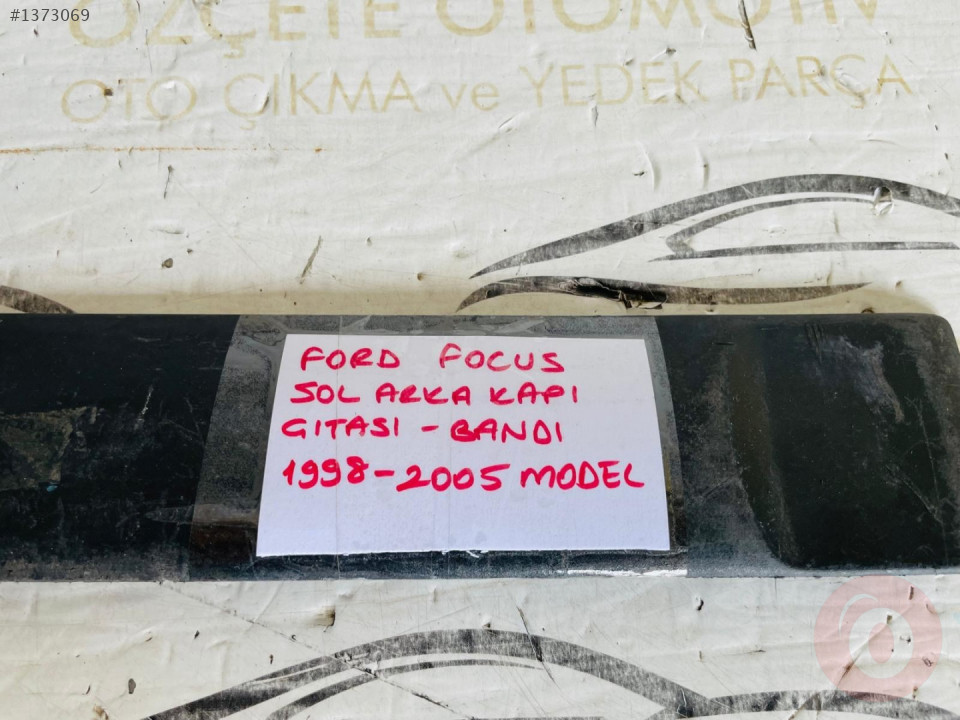 #1373069
ÖZÇETE OTOMOTİV
OTO ÇIKMA ve YEDEK PARÇA
FORD FOCUS
SOL ARKA KAPI
GITASI - BANDI
1998-2005 MODEL